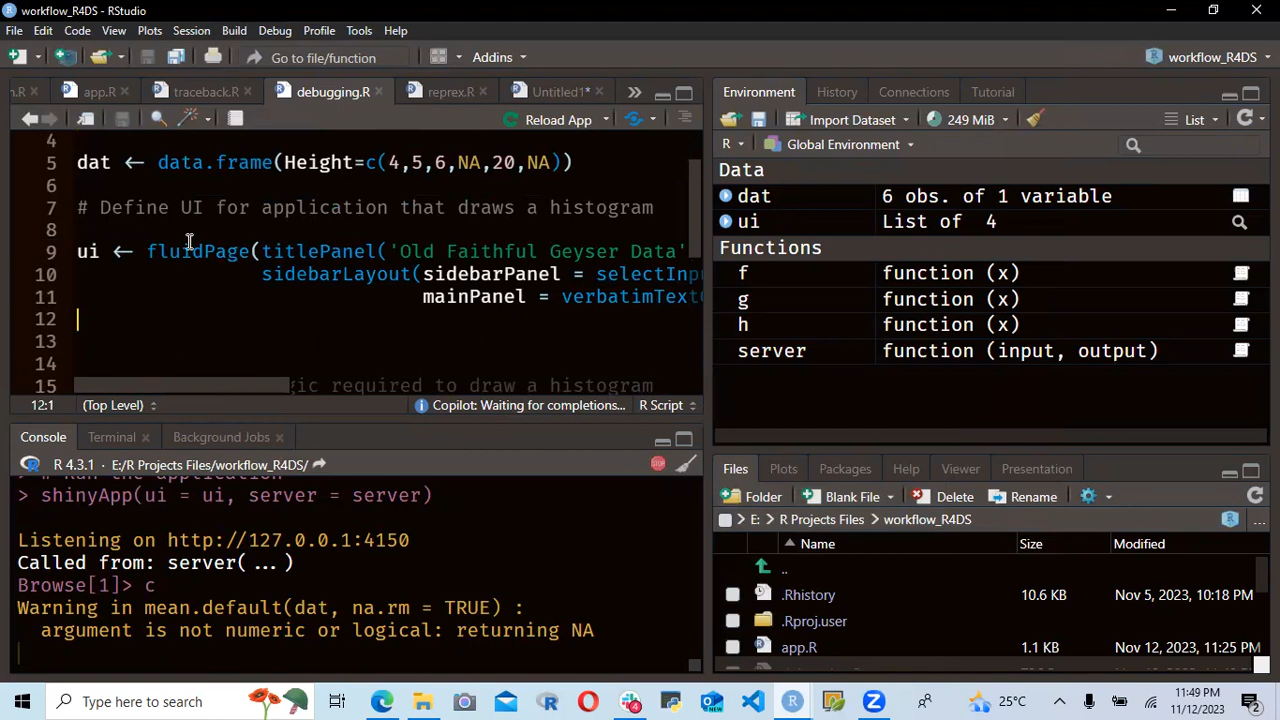 workflow_R4DS - RStudio
File Edit Code View Plots Session Build Debug Profile Tools Help
Go to file/function Addins workflow_R4DS
n.R app.R traceback.R debugging.R reprex.R Untitled1*
Reload App
4
5 dat ← data.frame(Height=c(4,5,6,NA,20,NA))
6
7 # Define UI for application that draws a histogram
8
9 ui ← fluidPage(titlePanel('Old Faithful Geyser Data'
10 sidebarLayout(sidebarPanel = selectInp
11 mainPanel = verbatimText
12
13
14
15 gic required to draw a histogram
12:1 (Top Level) Copilot: Waiting for completions... R Script
Console Terminal Background Jobs
R 4.3.1 · E:/R Projects Files/workflow_R4DS/
> # Run the application
> shinyApp(ui = ui, server = server)
Listening on http://127.0.0.1:4150
Called from: server(...)
Browse[1]> c
Warning in mean.default(dat, na.rm = TRUE) :
argument is not numeric or logical: returning NA
Environment History Connections Tutorial
Import Dataset 249 MiB List
R Global Environment
Data
dat 6 obs. of 1 variable
ui List of 4
Functions
f function (x)
g function (x)
h function (x)
server function (input, output)
Files Plots Packages Help Viewer Presentation
Folder Blank File Delete Rename
E: > R Projects Files > workflow_R4DS
Name Size Modified
..
.Rhistory 10.6 KB Nov 5, 2023, 10:18 PM
.Rproj.user
app.R 1.1 KB Nov 12, 2023, 11:25 PM
Type here to search
4
25°C
11:49 PM
11/12/2023
2